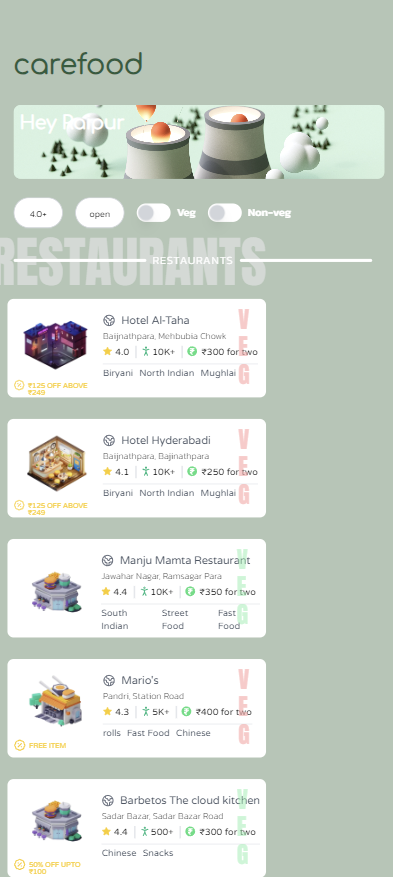 carefood
Hey Raipur
4.0+
open
Veg
Non-veg
RESTAURANTS
RESTAURANTS
Hotel Al-Taha
Baijnathpara, Mehbubia Chowk
4.0 10K+ ₹300 for two
Biryani North Indian Mughlai
₹125 OFF ABOVE
₹249
VEG
Hotel Hyderabadi
Baijnathpara, Bajinathpara
4.1 10K+ ₹250 for two
Biryani North Indian Mughlai
₹125 OFF ABOVE
₹249
VEG
Manju Mamta Restaurant
Jawahar Nagar, Ramsagar Para
4.4 10K+ ₹350 for two
South Street Fast
Indian Food Food
VEG
Mario's
Pandri, Station Road
4.3 5K+ ₹400 for two
rolls Fast Food Chinese
FREE ITEM
VEG
Barbetos The cloud kitchen
Sadar Bazar, Sadar Bazar Road
4.4 500+ ₹300 for two
Chinese Snacks
50% OFF UPTO
₹100
VEG